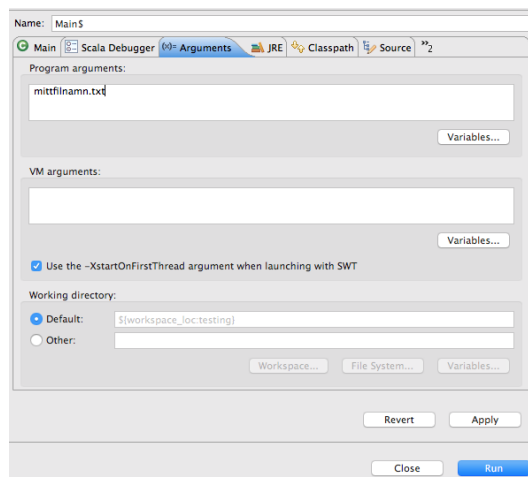 Name: Main$
Main Scala Debugger (x)= Arguments JRE Classpath Source »2
Program arguments:
mittfilnamn.txt
Variables...
VM arguments:
Variables...
Use the -XstartOnFirstThread argument when launching with SWT
Working directory:
Default: ${workspace_loc:testing}
Other:
Workspace... File System... Variables...
Revert Apply
Close Run